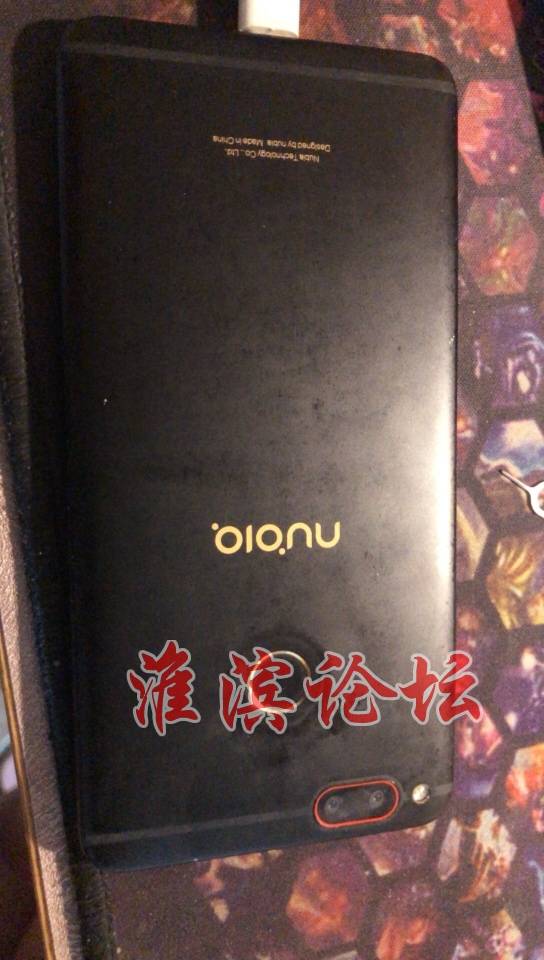 Nubia Technology Co., Ltd.
Designed by nubia Made in China
nubia
淮滨论坛